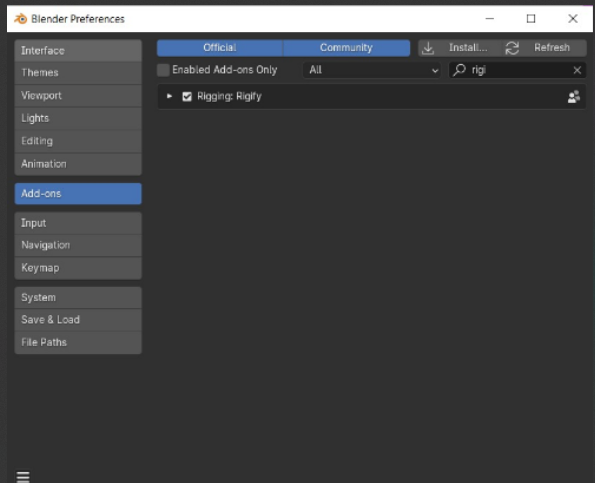 Blender Preferences
Interface
Themes
Viewport
Lights
Editing
Animation
Add-ons
Input
Navigation
Keymap
System
Save & Load
File Paths
Official Community Install... Refresh
Enabled Add-ons Only All rigi
Rigging: Rigify